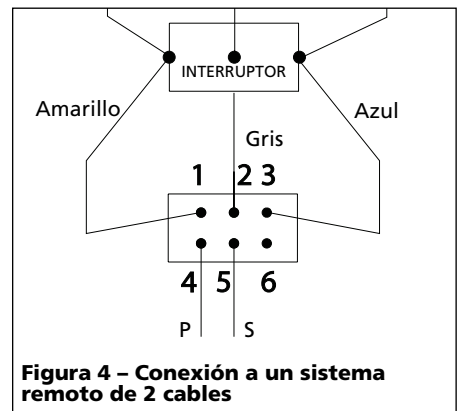 INTERRUPTOR
Amarillo
Azul
Gris
1 2 3
4 5 6
P S
Figura 4 – Conexión a un sistema
remoto de 2 cables